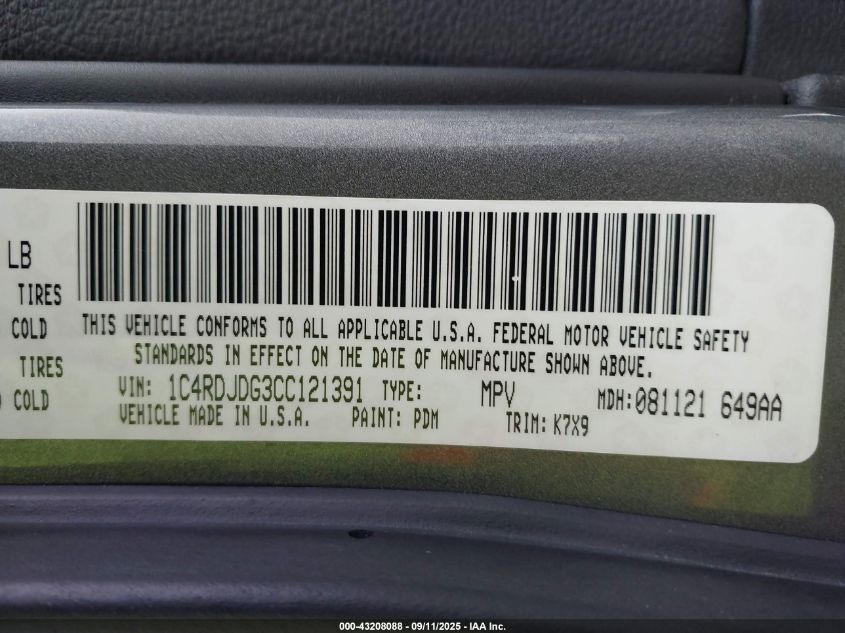 LB
TIRES
COLD
TIRES
COLD
THIS VEHICLE CONFORMS TO ALL APPLICABLE U.S.A. FEDERAL MOTOR VEHICLE SAFETY
STANDARDS IN EFFECT ON THE DATE OF MANUFACTURE SHOWN ABOVE.
VIN: 1C4RDJDG3CC121391 TYPE: MPV MDH:081121 649AA
VEHICLE MADE IN U.S.A. PAINT: PDM TRIM: K7X9
000-43208088 - 09/11/2025 - IAA Inc.